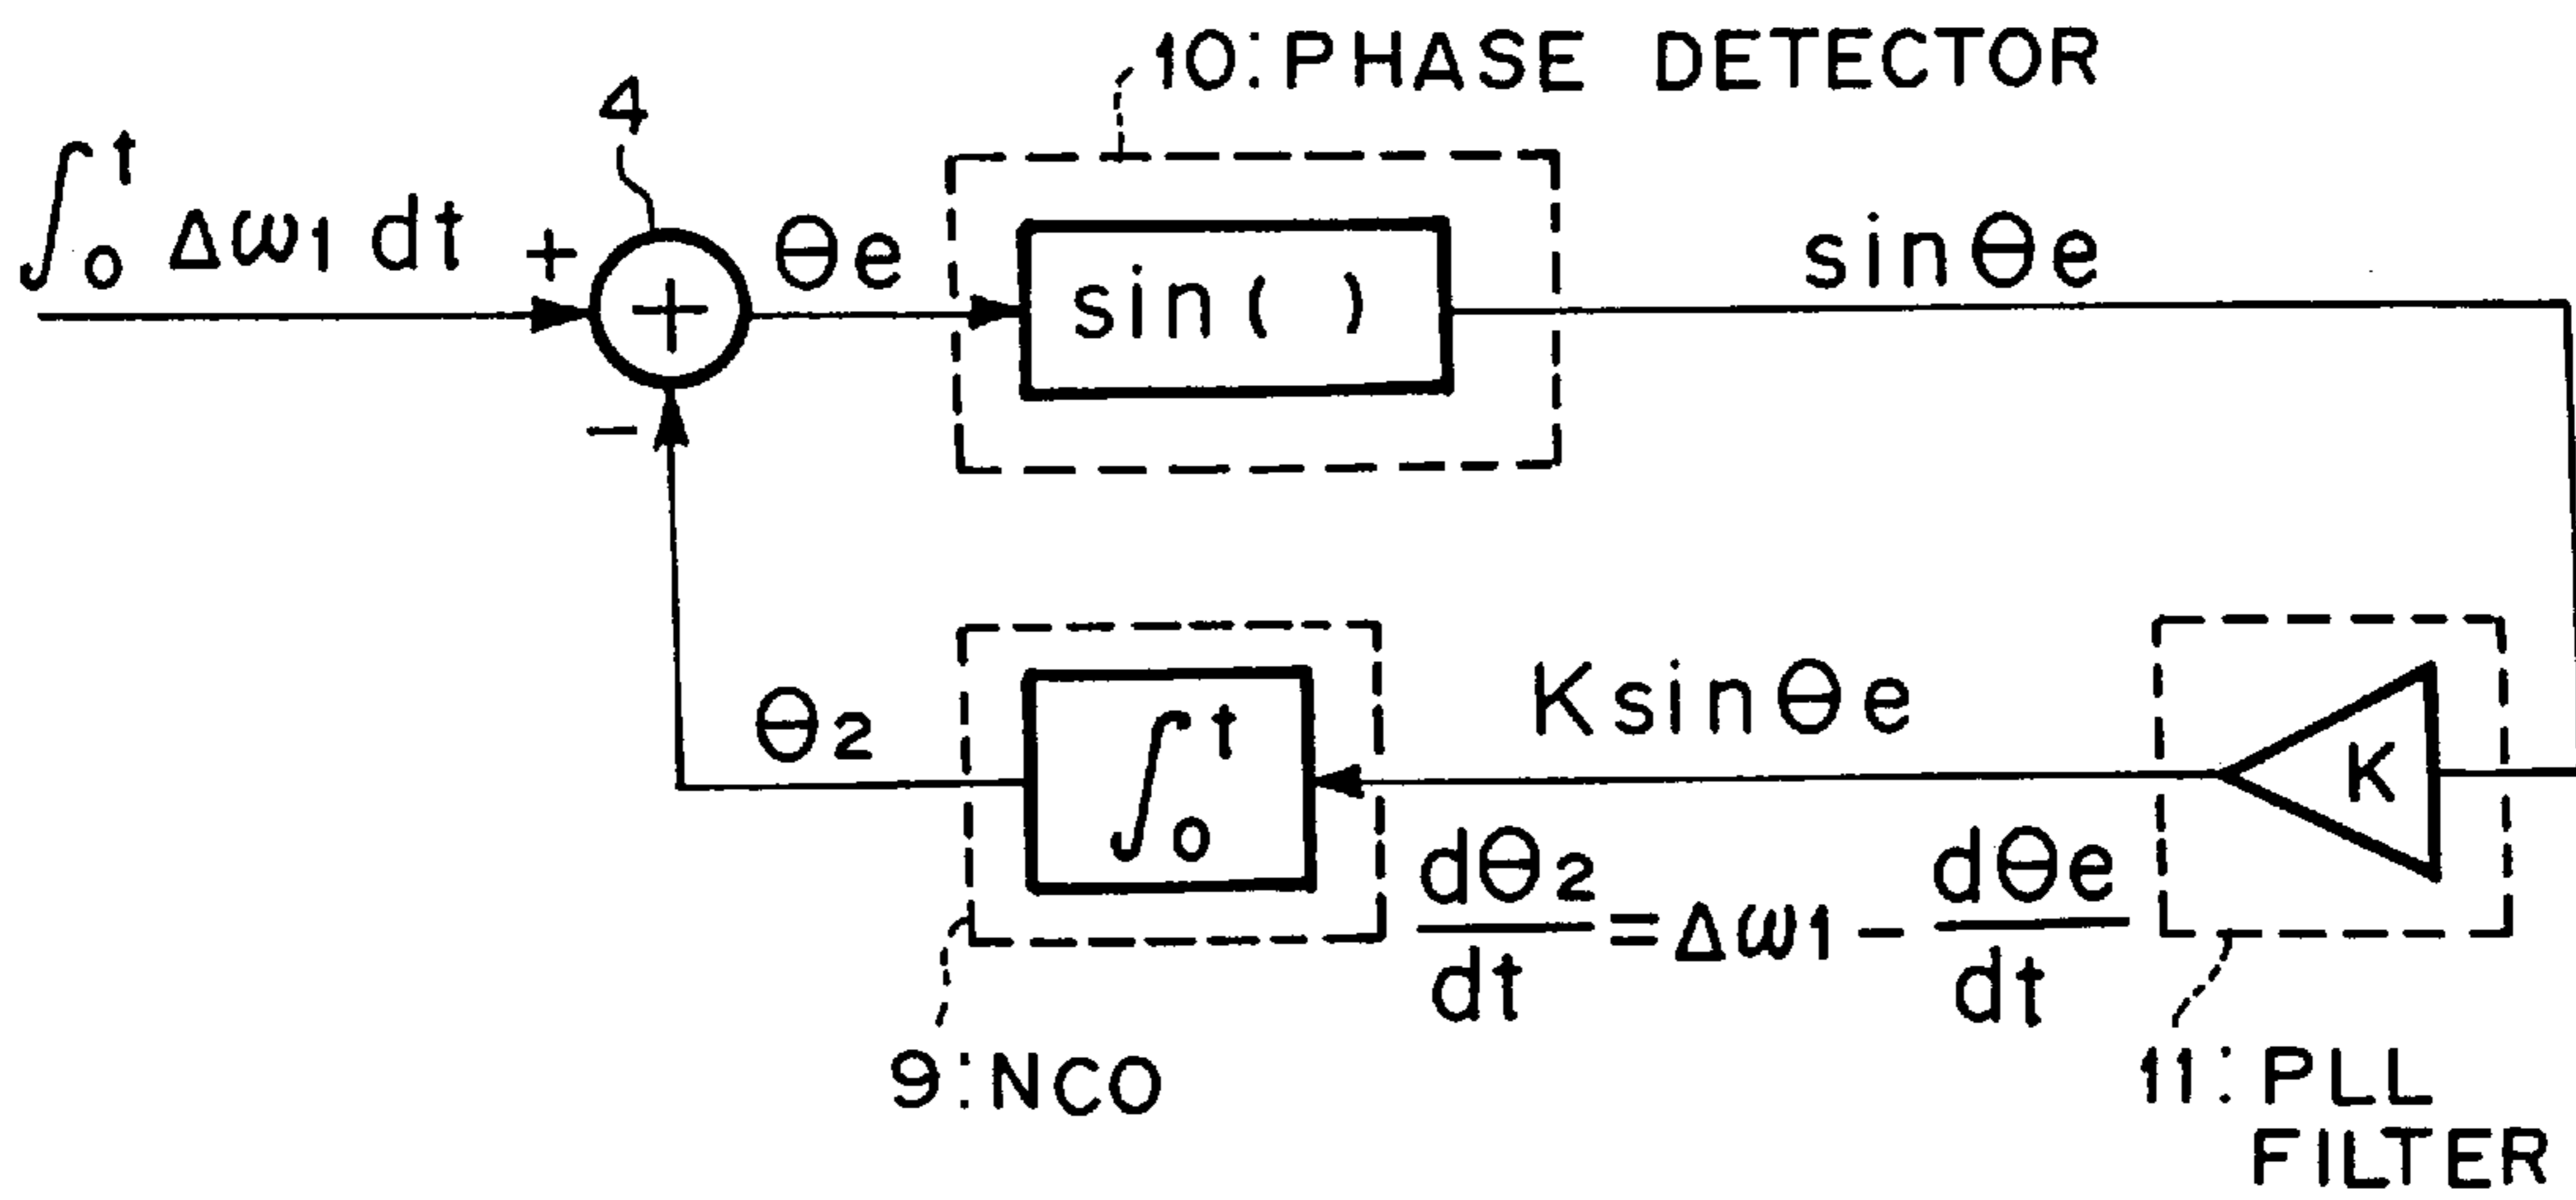 10: PHASE DETECTOR
4
∫₀ᵗ Δω1 dt
+
+
θe
sin( )
sinθe
−
θ2
∫₀ᵗ
Ksinθe
K
dθ2/dt = Δω1 − dθe/dt
9: NCO
11: PLL
FILTER